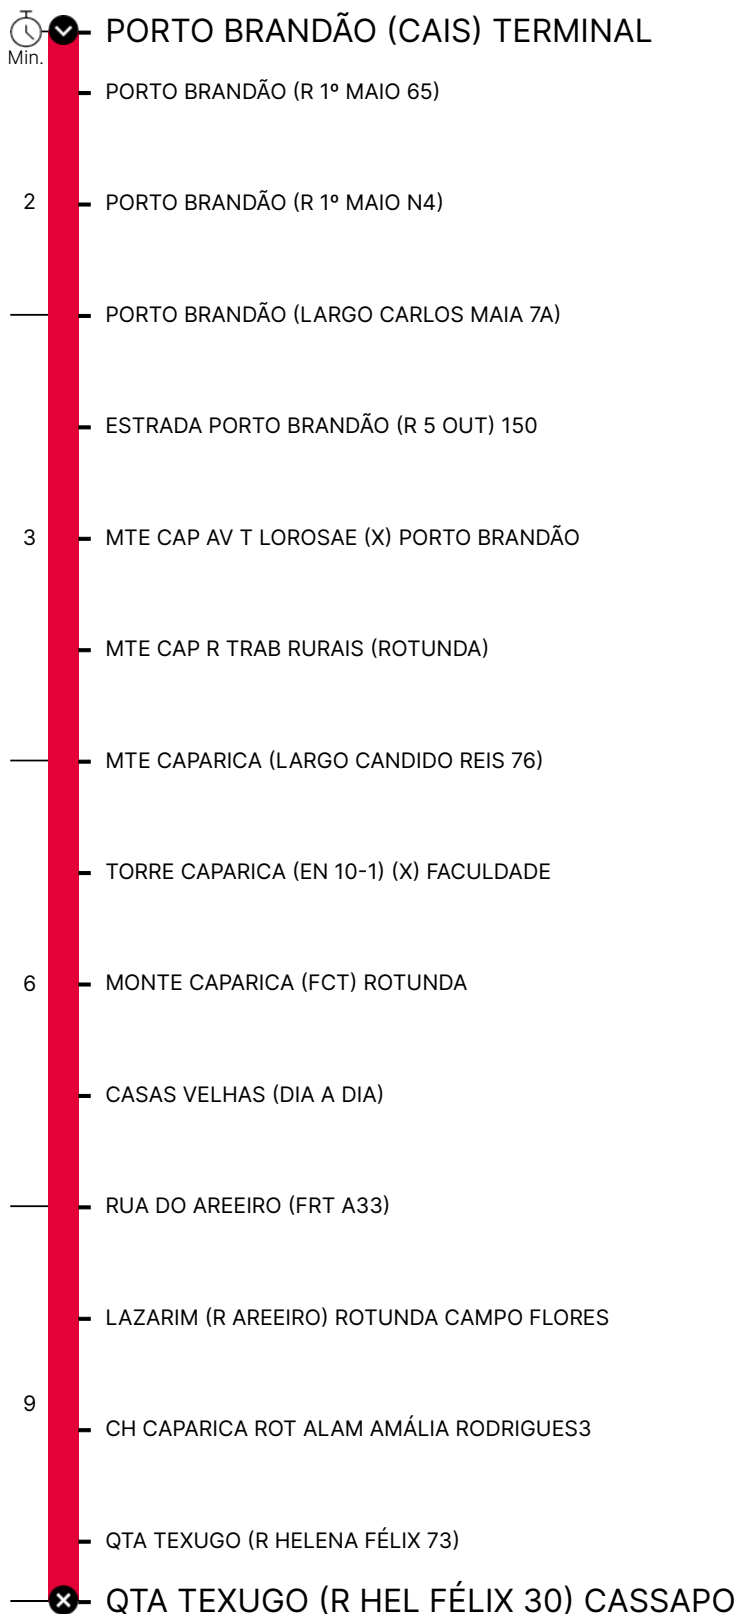 PORTO BRANDÃO (CAIS) TERMINAL
Min.
PORTO BRANDÃO (R 1º MAIO 65)
2 PORTO BRANDÃO (R 1º MAIO N4)
PORTO BRANDÃO (LARGO CARLOS MAIA 7A)
ESTRADA PORTO BRANDÃO (R 5 OUT) 150
3 MTE CAP AV T LOROSAE (X) PORTO BRANDÃO
MTE CAP R TRAB RURAIS (ROTUNDA)
MTE CAPARICA (LARGO CANDIDO REIS 76)
TORRE CAPARICA (EN 10-1) (X) FACULDADE
6 MONTE CAPARICA (FCT) ROTUNDA
CASAS VELHAS (DIA A DIA)
RUA DO AREEIRO (FRT A33)
LAZARIM (R AREEIRO) ROTUNDA CAMPO FLORES
9
CH CAPARICA ROT ALAM AMÁLIA RODRIGUES3
QTA TEXUGO (R HELENA FÉLIX 73)
QTA TEXUGO (R HEL FÉLIX 30) CASSAPO